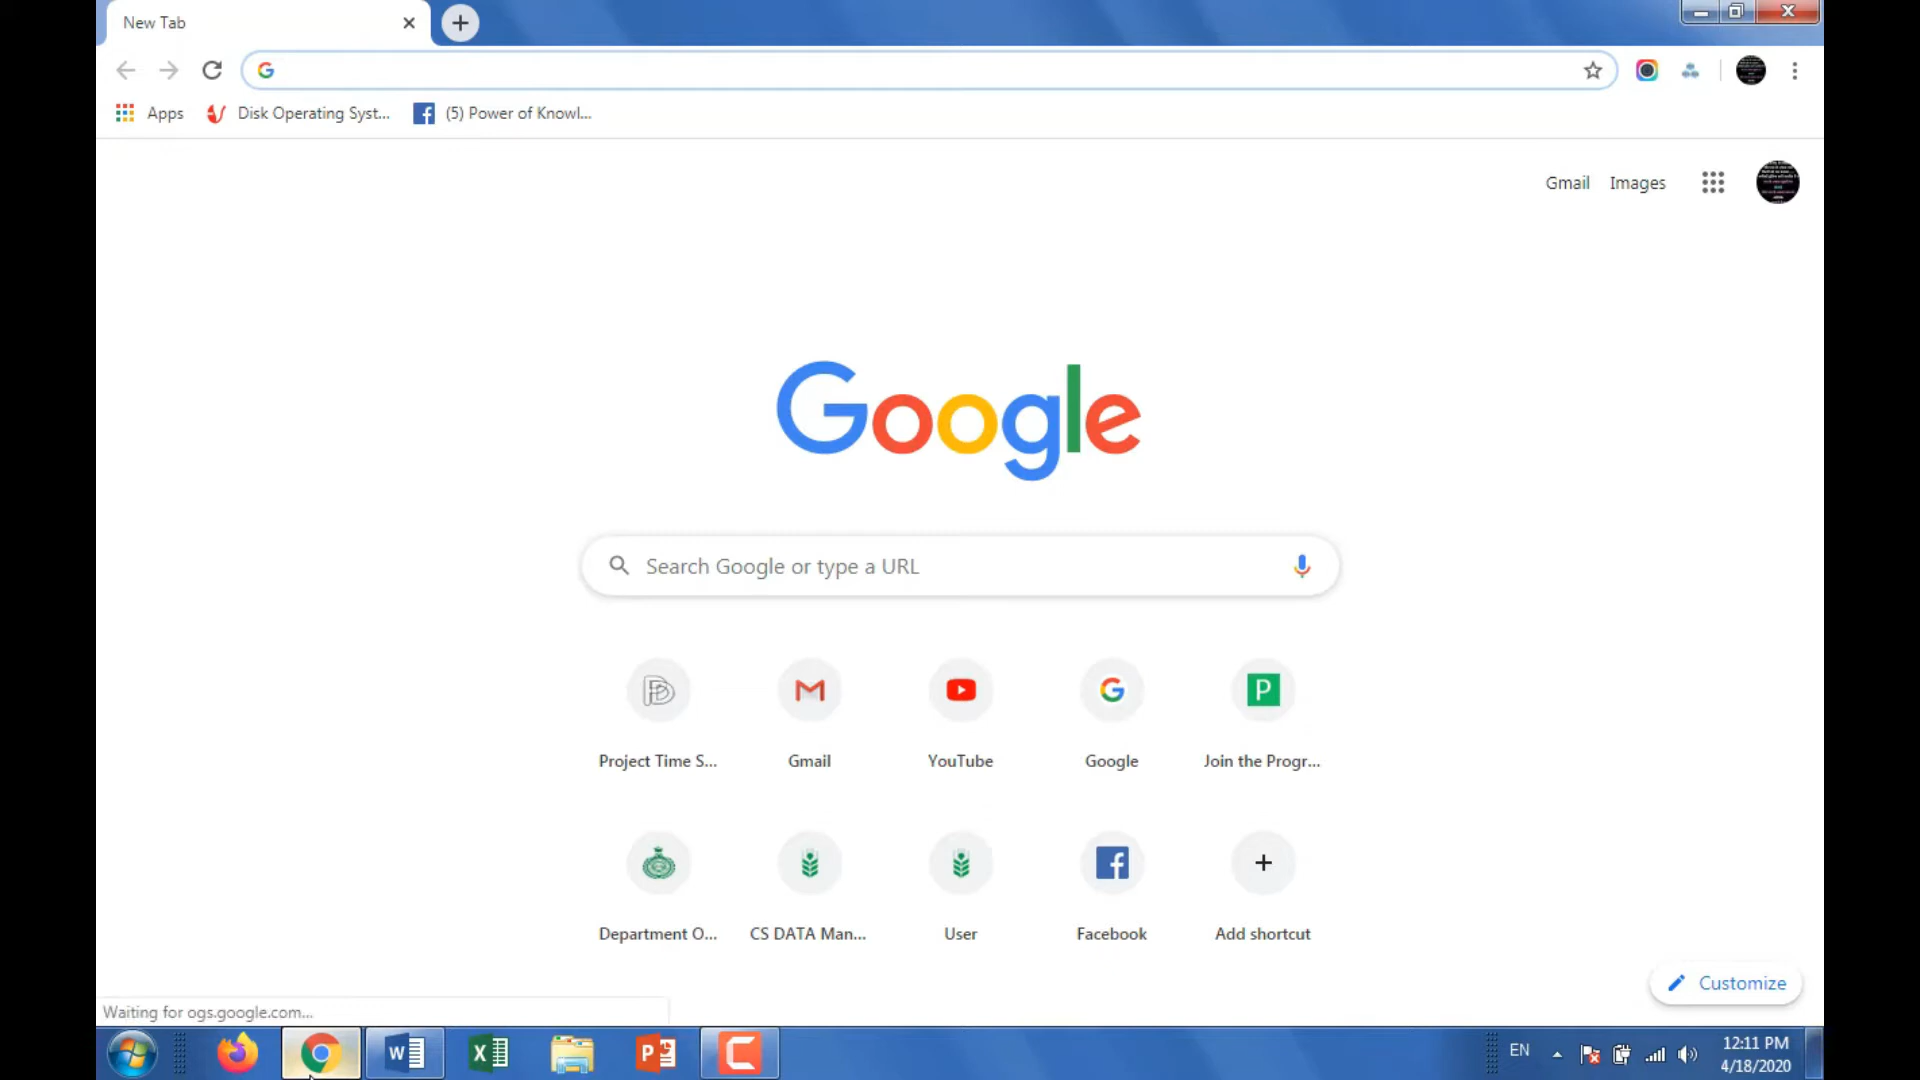 New Tab
Apps
Disk Operating Syst...
(5) Power of Knowl...
Gmail
Images
Google
Search Google or type a URL
Project Time S...
Gmail
YouTube
Google
Join the Progr...
Department O...
CS DATA Man...
User
Facebook
Add shortcut
Customize
Waiting for ogs.google.com...
EN
12:11 PM
4/18/2020